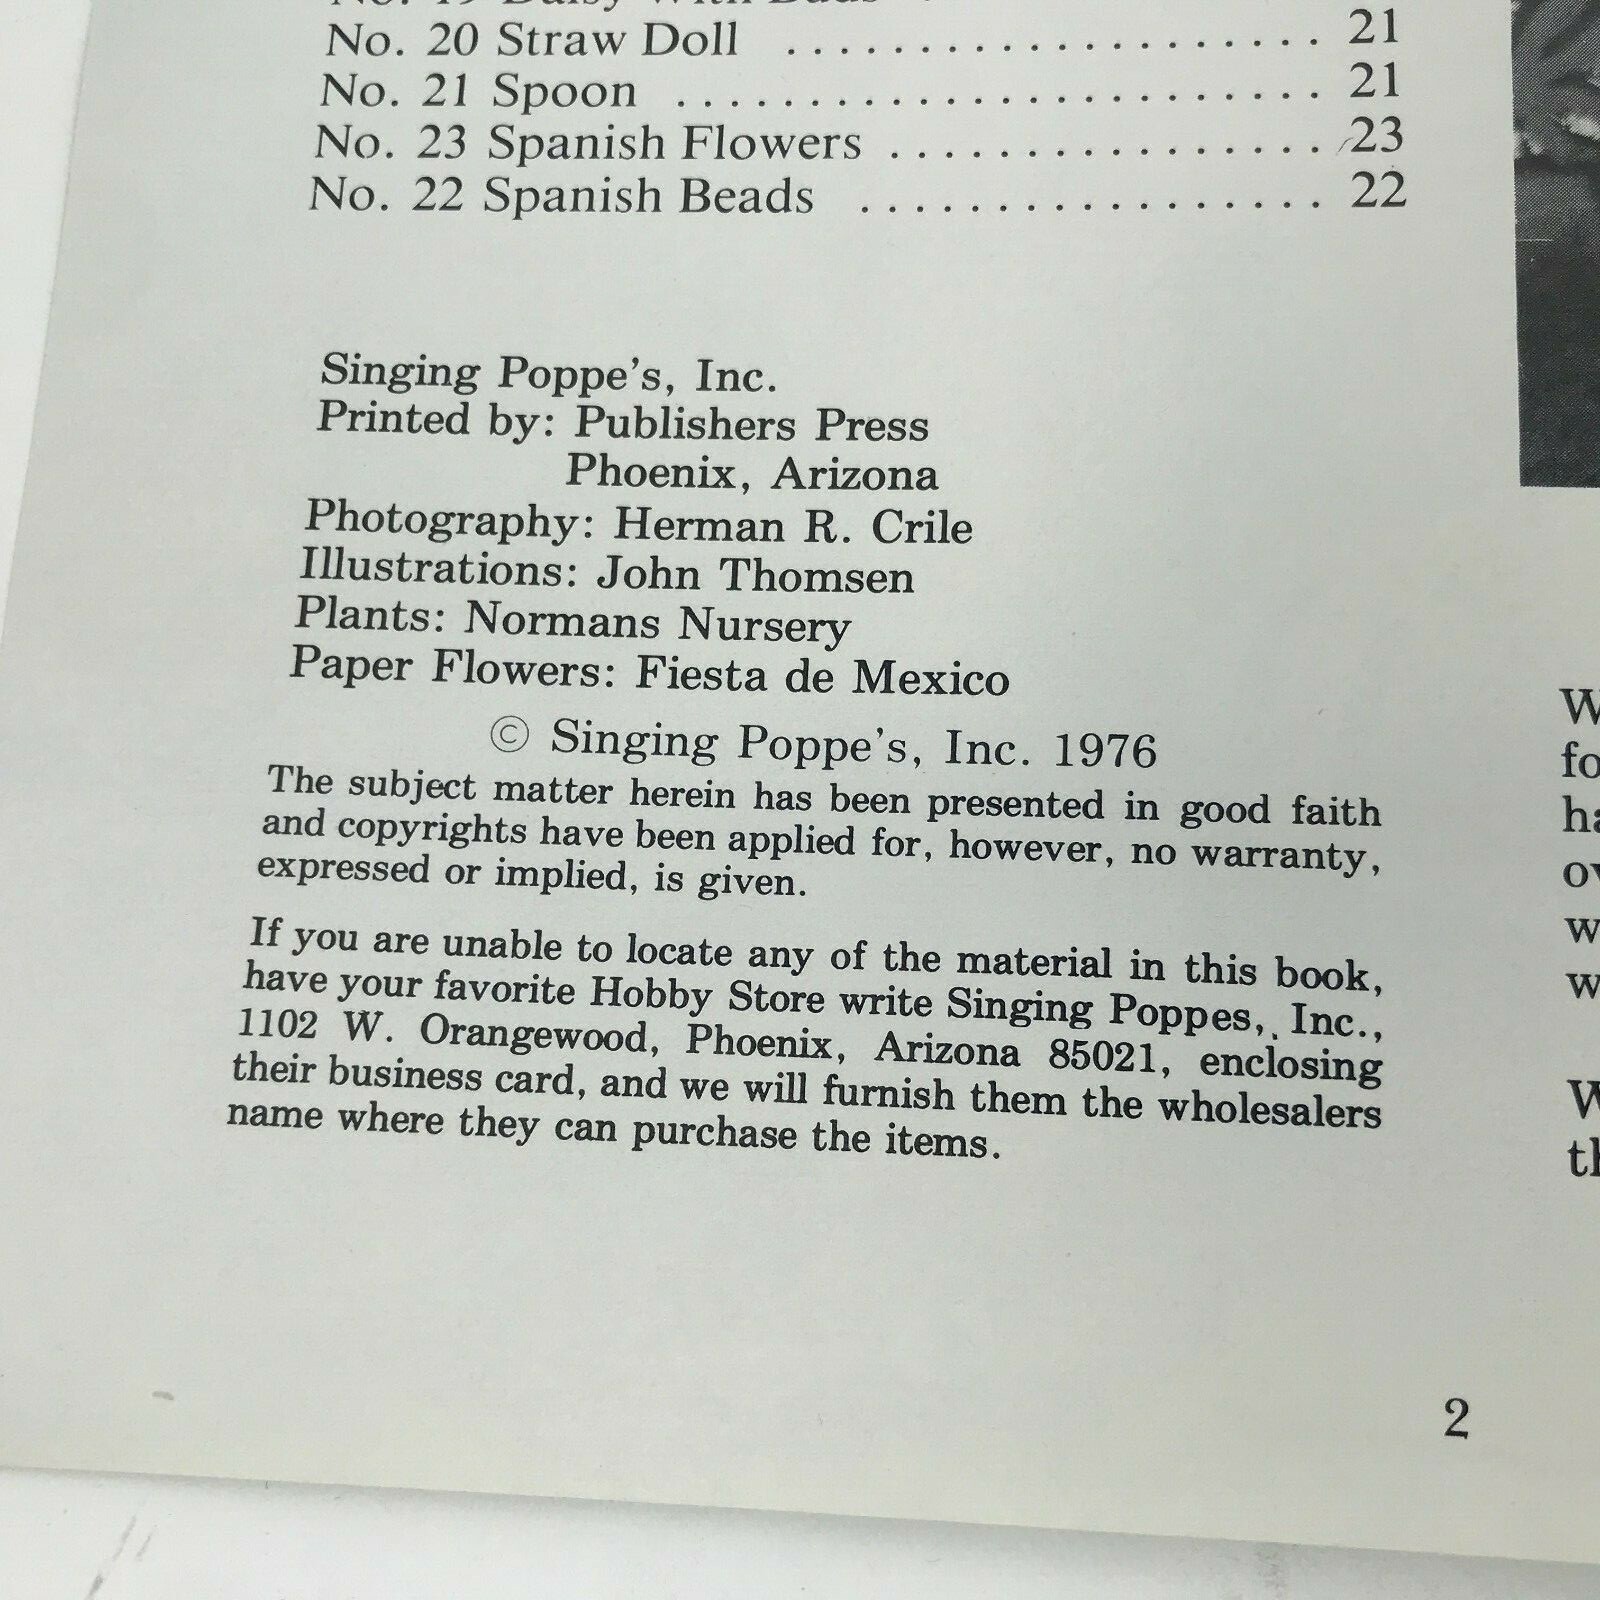 No. 19 Daisy With Buds
No. 20 Straw Doll .................... 21
No. 21 Spoon ........................ 21
No. 23 Spanish Flowers ................. 23
No. 22 Spanish Beads .................. 22
Singing Poppe's, Inc.
Printed by: Publishers Press
Phoenix, Arizona
Photography: Herman R. Crile
Illustrations: John Thomsen
Plants: Normans Nursery
Paper Flowers: Fiesta de Mexico
© Singing Poppe's, Inc. 1976
The subject matter herein has been presented in good faith
and copyrights have been applied for, however, no warranty,
expressed or implied, is given.
If you are unable to locate any of the material in this book,
have your favorite Hobby Store write Singing Poppes, Inc.,
1102 W. Orangewood, Phoenix, Arizona 85021, enclosing
their business card, and we will furnish them the wholesalers
name where they can purchase the items.
2